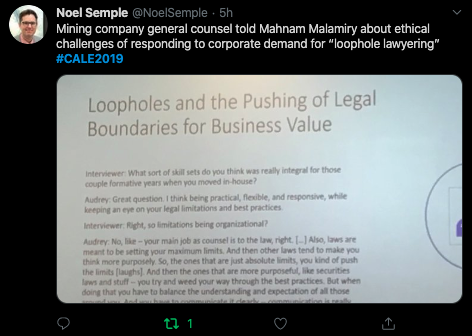 Noel Semple @NoelSemple · 5h
Mining company general counsel told Mahnam Malamiry about ethical
challenges of responding to corporate demand for “loophole lawyering”
#CALE2019
Loopholes and the Pushing of Legal
Boundaries for Business Value
Interviewer: What sort of skill sets do you think was really integral for those
couple formative years when you moved in-house?
Audrey: Great question. I think being practical, flexible, and responsive, while
keeping an eye on your legal limitations and best practices
Interviewer: Right, so limitations being organizational?
Audrey: No, like – your main job as counsel is to the law, right. [...] Also, laws are
meant to be setting your maximum limits. And then other laws tend to make you
think more purposely. So, the ones that are just absolute limits, you kind of push
the limits [laughs]. And then the ones that are more purposeful, like securities
laws and stuff – you try and weed your way through the best practices. But when
doing that you have to balance the understanding and expectation of all those
around you. And you have to communicate it clearly – communication is really
1